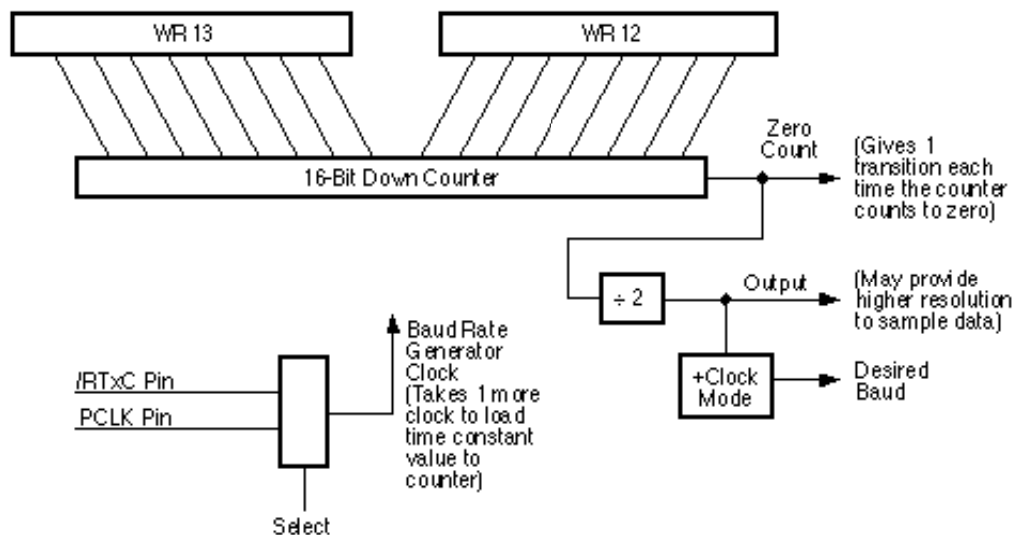 WR 13
WR 12
16-Bit Down Counter
Zero
Count
(Gives 1
transition each
time the counter
counts to zero)
÷ 2
Output
(May provide
higher resolution
to sample data)
+Clock
Mode
Desired
Baud
/RTxC Pin
PCLK Pin
Baud Rate
Generator
Clock
(Takes 1 more
clock to load
time constant
value to
counter)
Select